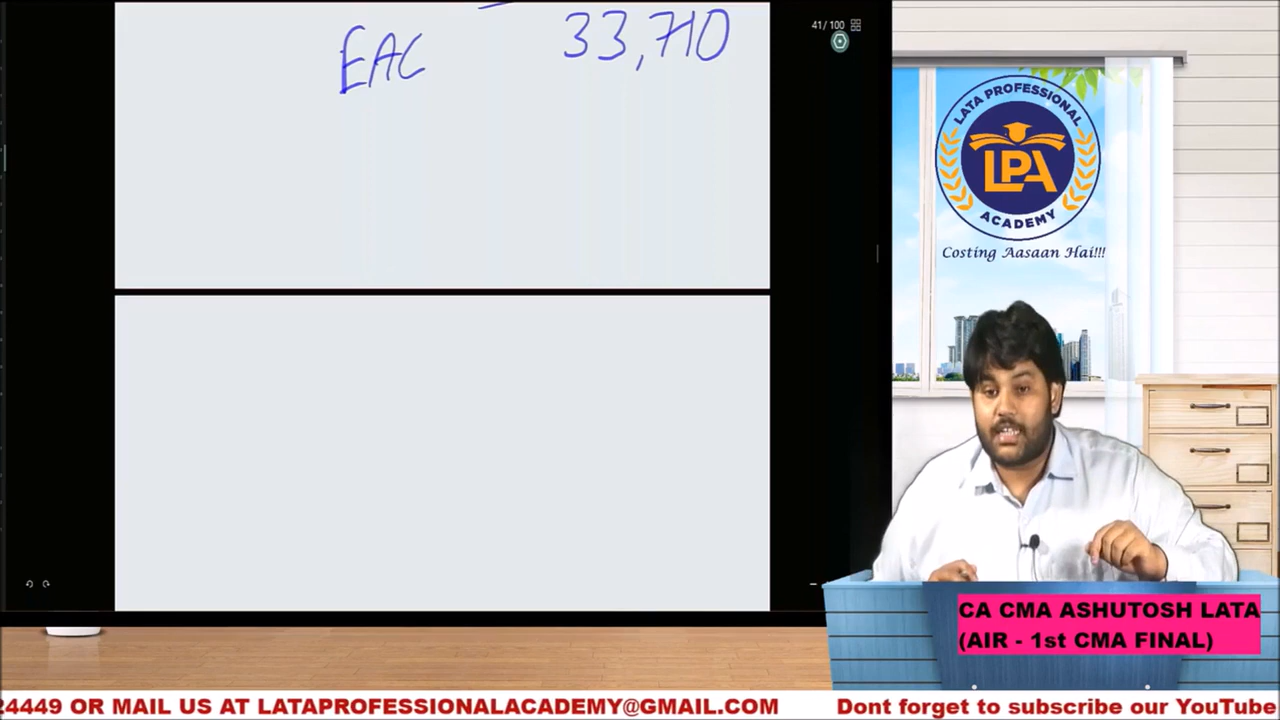 33,710
EAC
41/ 100
LATA PROFESSIONAL
LPA
ACADEMY
Costing Aasaan Hai!!!
CA CMA ASHUTOSH LATA
(AIR - 1st CMA FINAL)
24449 OR MAIL US AT LATAPROFESSIONALACADEMY@GMAIL.COM Dont forget to subscribe our YouTube